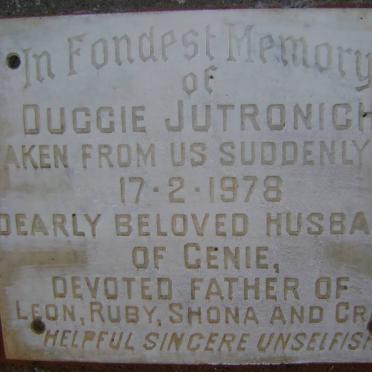 In Fondest Memory
of
DUGGIE JUTRONICH
AKEN FROM US SUDDENLY
17·2·1978
DEARLY BELOVED HUSBA
OF GENIE,
DEVOTED FATHER OF
LEON, RUBY, SHONA AND CR
HELPFUL SINCERE UNSELFISH